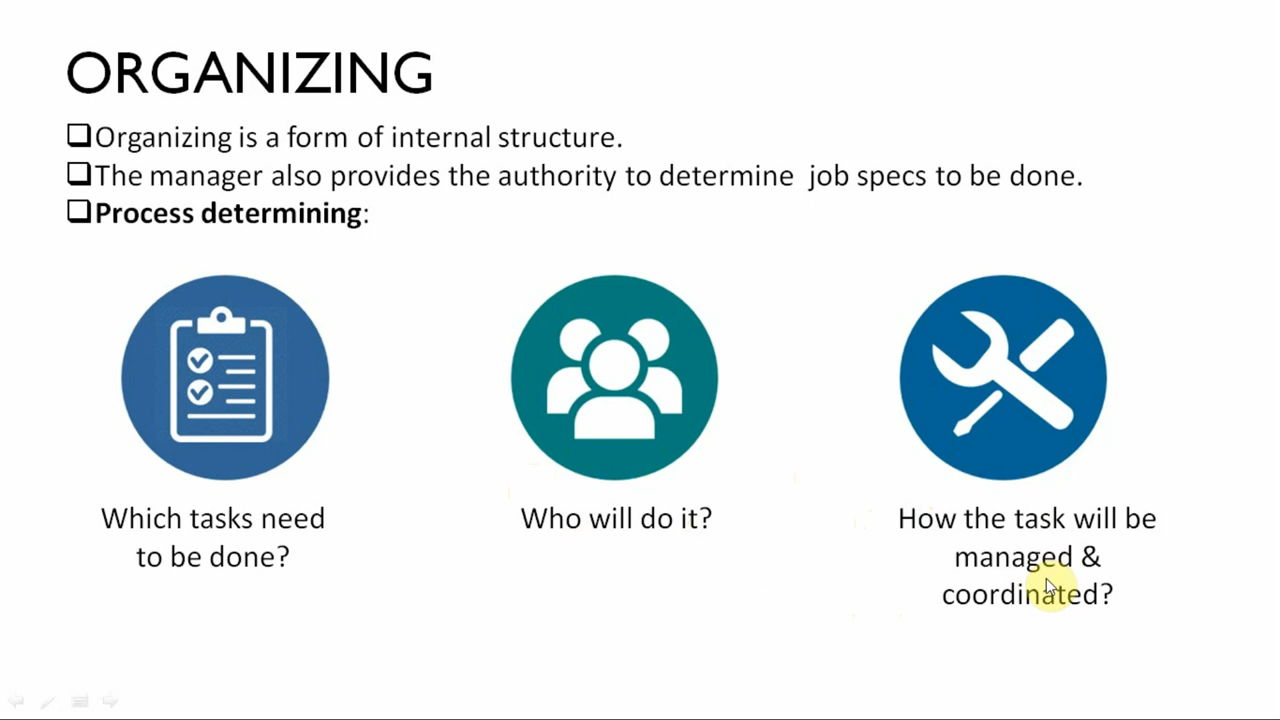 ORGANIZING
❑Organizing is a form of internal structure.
❑The manager also provides the authority to determine job specs to be done.
❑Process determining:
Which tasks need
to be done?
Who will do it?
How the task will be
managed &
coordinated?